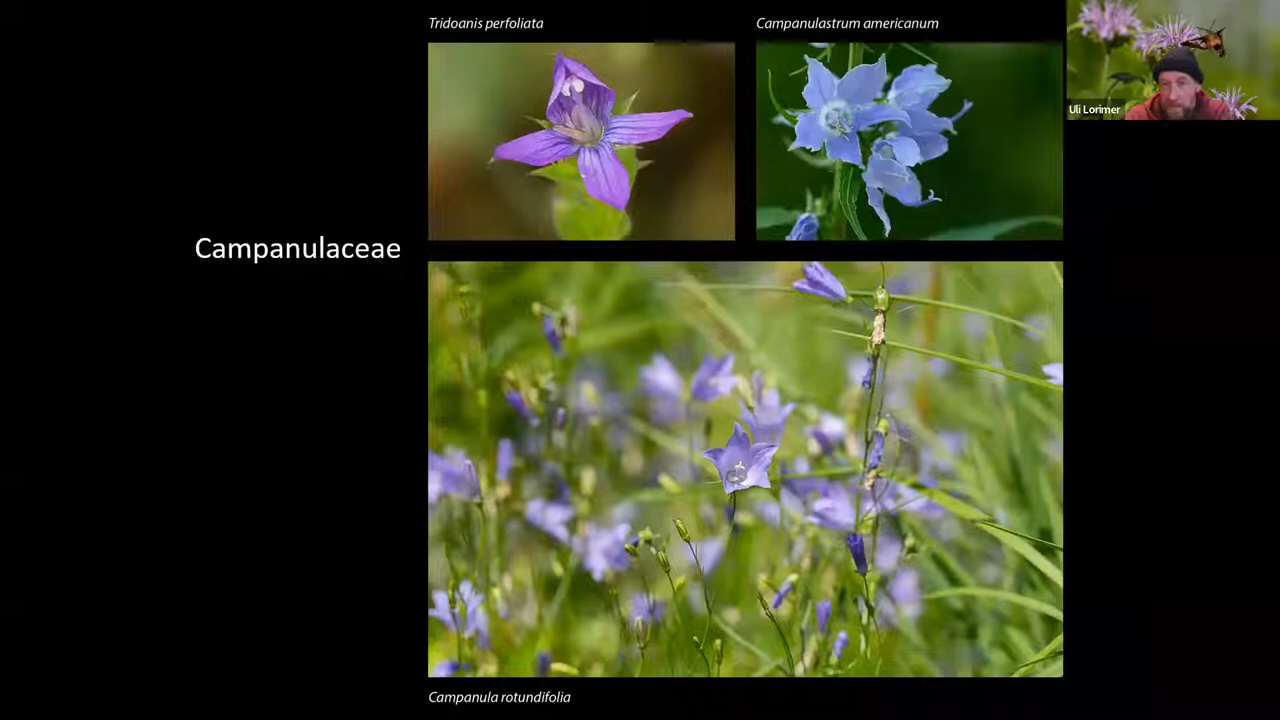 Tridoanis perfoliata
Campanulastrum americanum
Uli Lorimer
Campanulaceae
Campanula rotundifolia